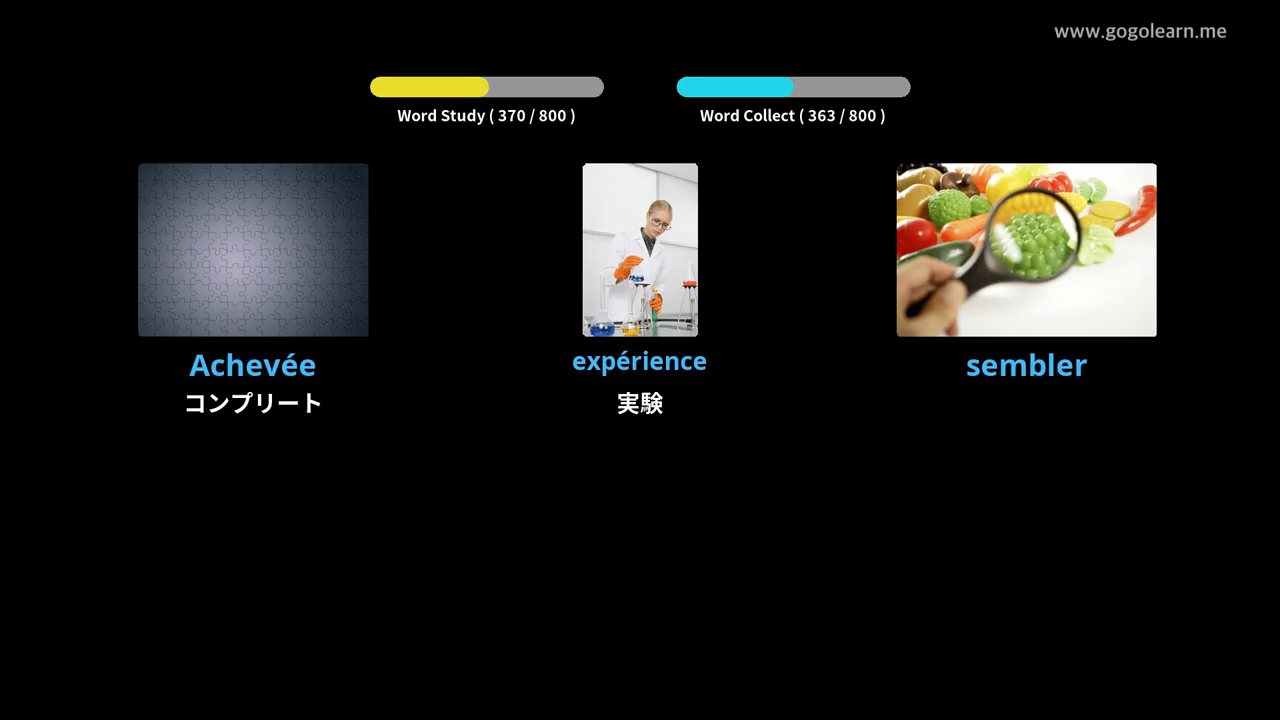 www.gogolearn.me
Word Study ( 370 / 800 )
Word Collect ( 363 / 800 )
Achevée
expérience
sembler
コンプリート
実験